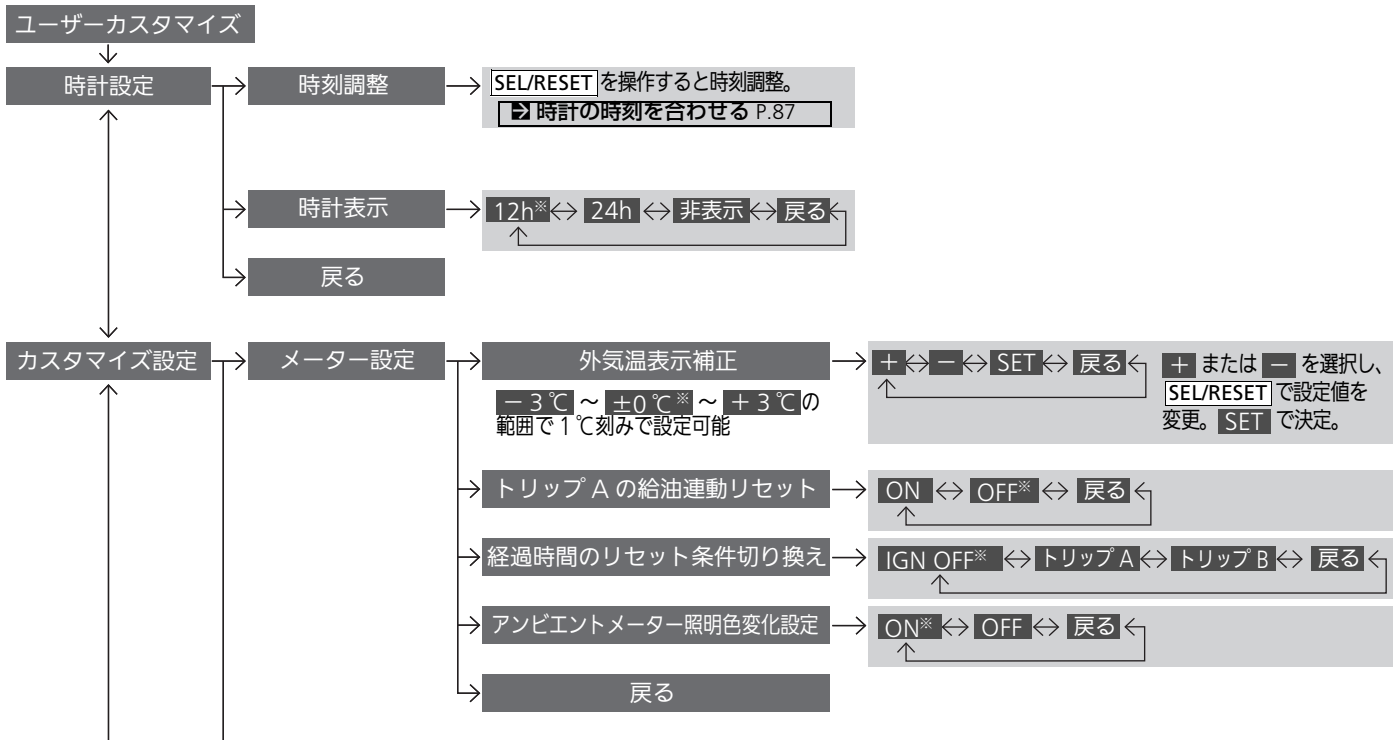 ユーザーカスタマイズ
時計設定
時刻調整
SEL/RESET を操作すると時刻調整。
時計の時刻を合わせる P.87
時計表示
12h※ 24h 非表示 戻る
戻る
カスタマイズ設定
メーター設定
外気温表示補正
－3℃ ～ ±0℃※ ～ ＋3℃ の
範囲で1℃刻みで設定可能
＋ － SET 戻る
＋ または － を選択し、
SEL/RESET で設定値を
変更。 SET で決定。
トリップ A の給油連動リセット
ON OFF※ 戻る
経過時間のリセット条件切り換え
IGN OFF※ トリップ A トリップ B 戻る
アンビエントメーター照明色変化設定
ON※ OFF 戻る
戻る